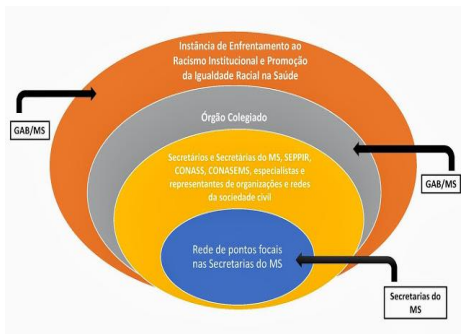 Instância de Enfrentamento ao
Racismo Institucional e Promoção
da Igualdade Racial na Saúde
GAB/MS
Órgão Colegiado
Secretários e Secretárias do MS, SEPPIR,
CONASS, CONASEMS, especialistas e
representantes de organizações e redes
da sociedade civil
GAB/MS
Rede de pontos focais
nas Secretarias do MS
Secretarias do
MS